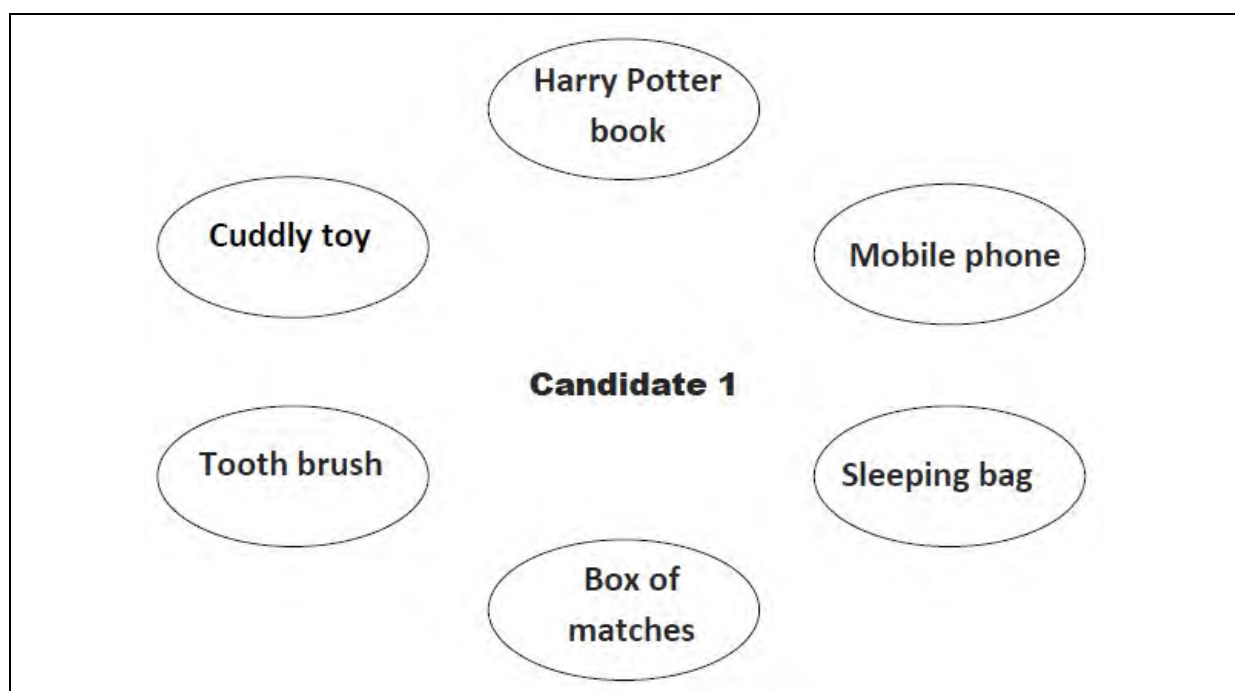 Harry Potter
book
Cuddly toy
Mobile phone
Candidate 1
Tooth brush
Sleeping bag
Box of
matches